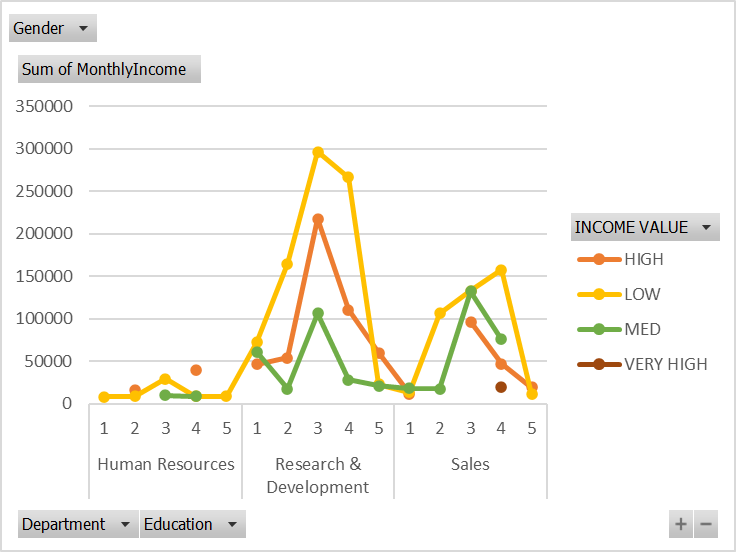 Gender
Sum of MonthlyIncome
350000
300000
250000
200000
150000
100000
50000
0
1 2 3 4 5 1 2 3 4 5 1 2 3 4 5
Human Resources
Research &
Development
Sales
INCOME VALUE
HIGH
LOW
MED
VERY HIGH
Department
Education
+ −